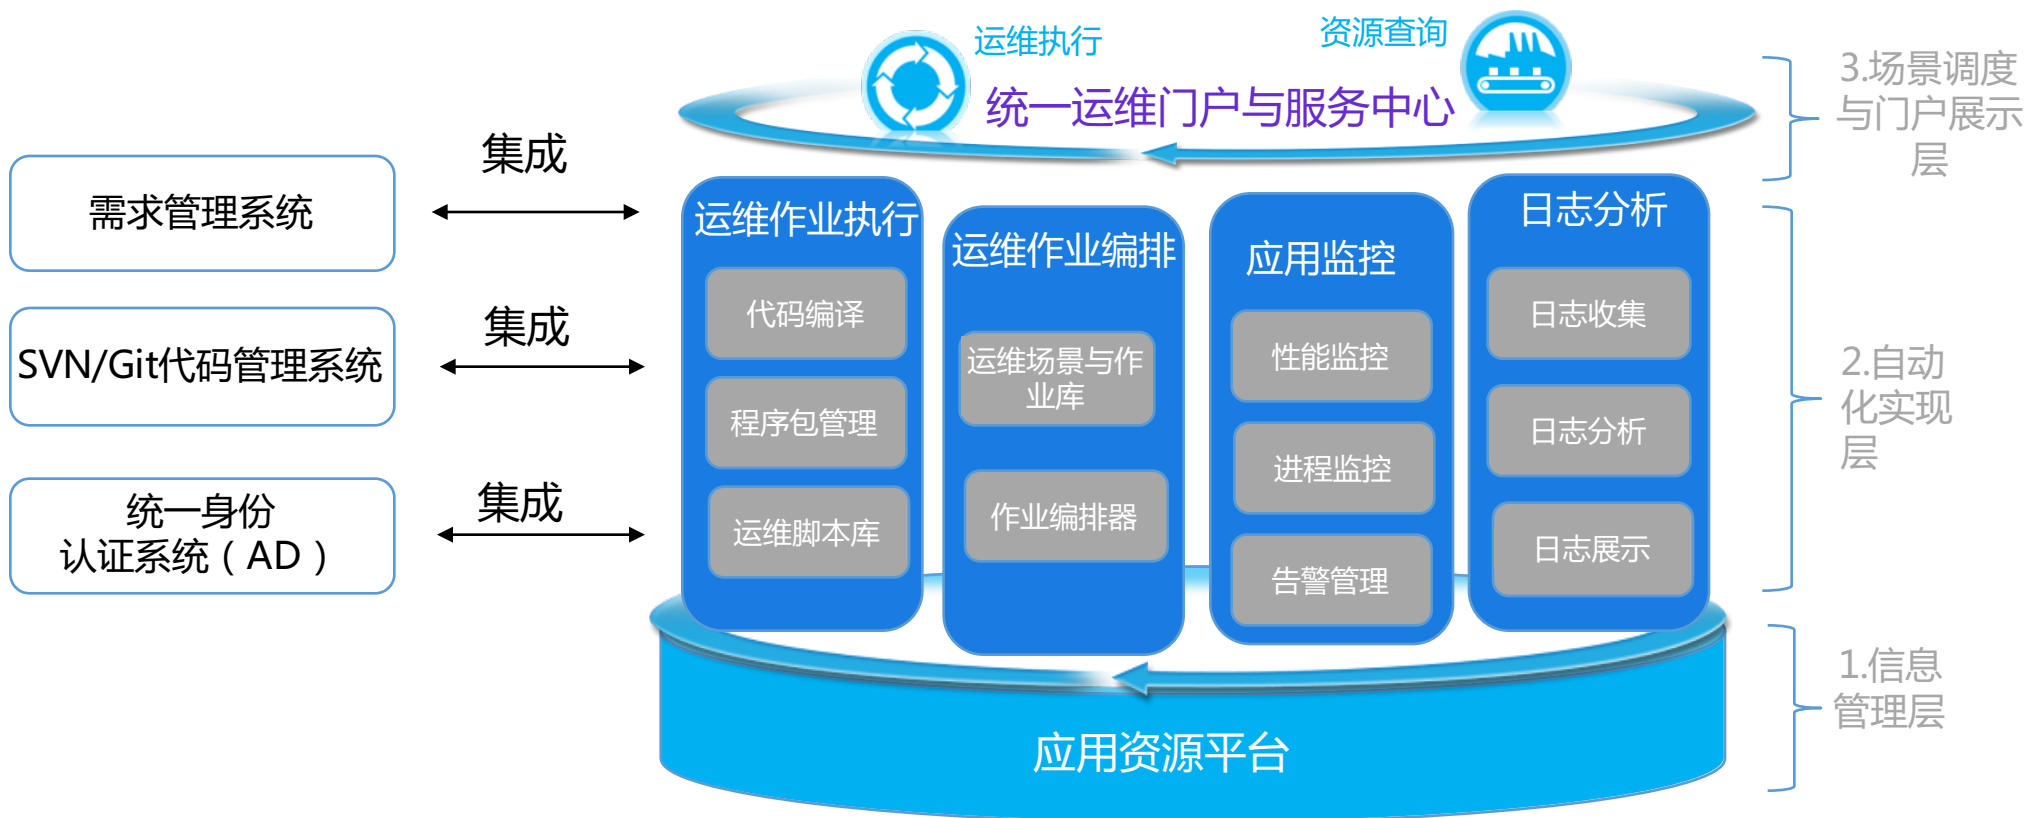 运维执行
资源查询
统一运维门户与服务中心
3.场景调度
与门户展示
层
需求管理系统
集成
SVN/Git代码管理系统
集成
统一身份
认证系统（AD）
集成
运维作业执行
代码编译
程序包管理
运维脚本库
运维作业编排
运维场景与作
业库
作业编排器
应用监控
性能监控
进程监控
告警管理
日志分析
日志收集
日志分析
日志展示
2.自动
化实现
层
应用资源平台
1.信息
管理层